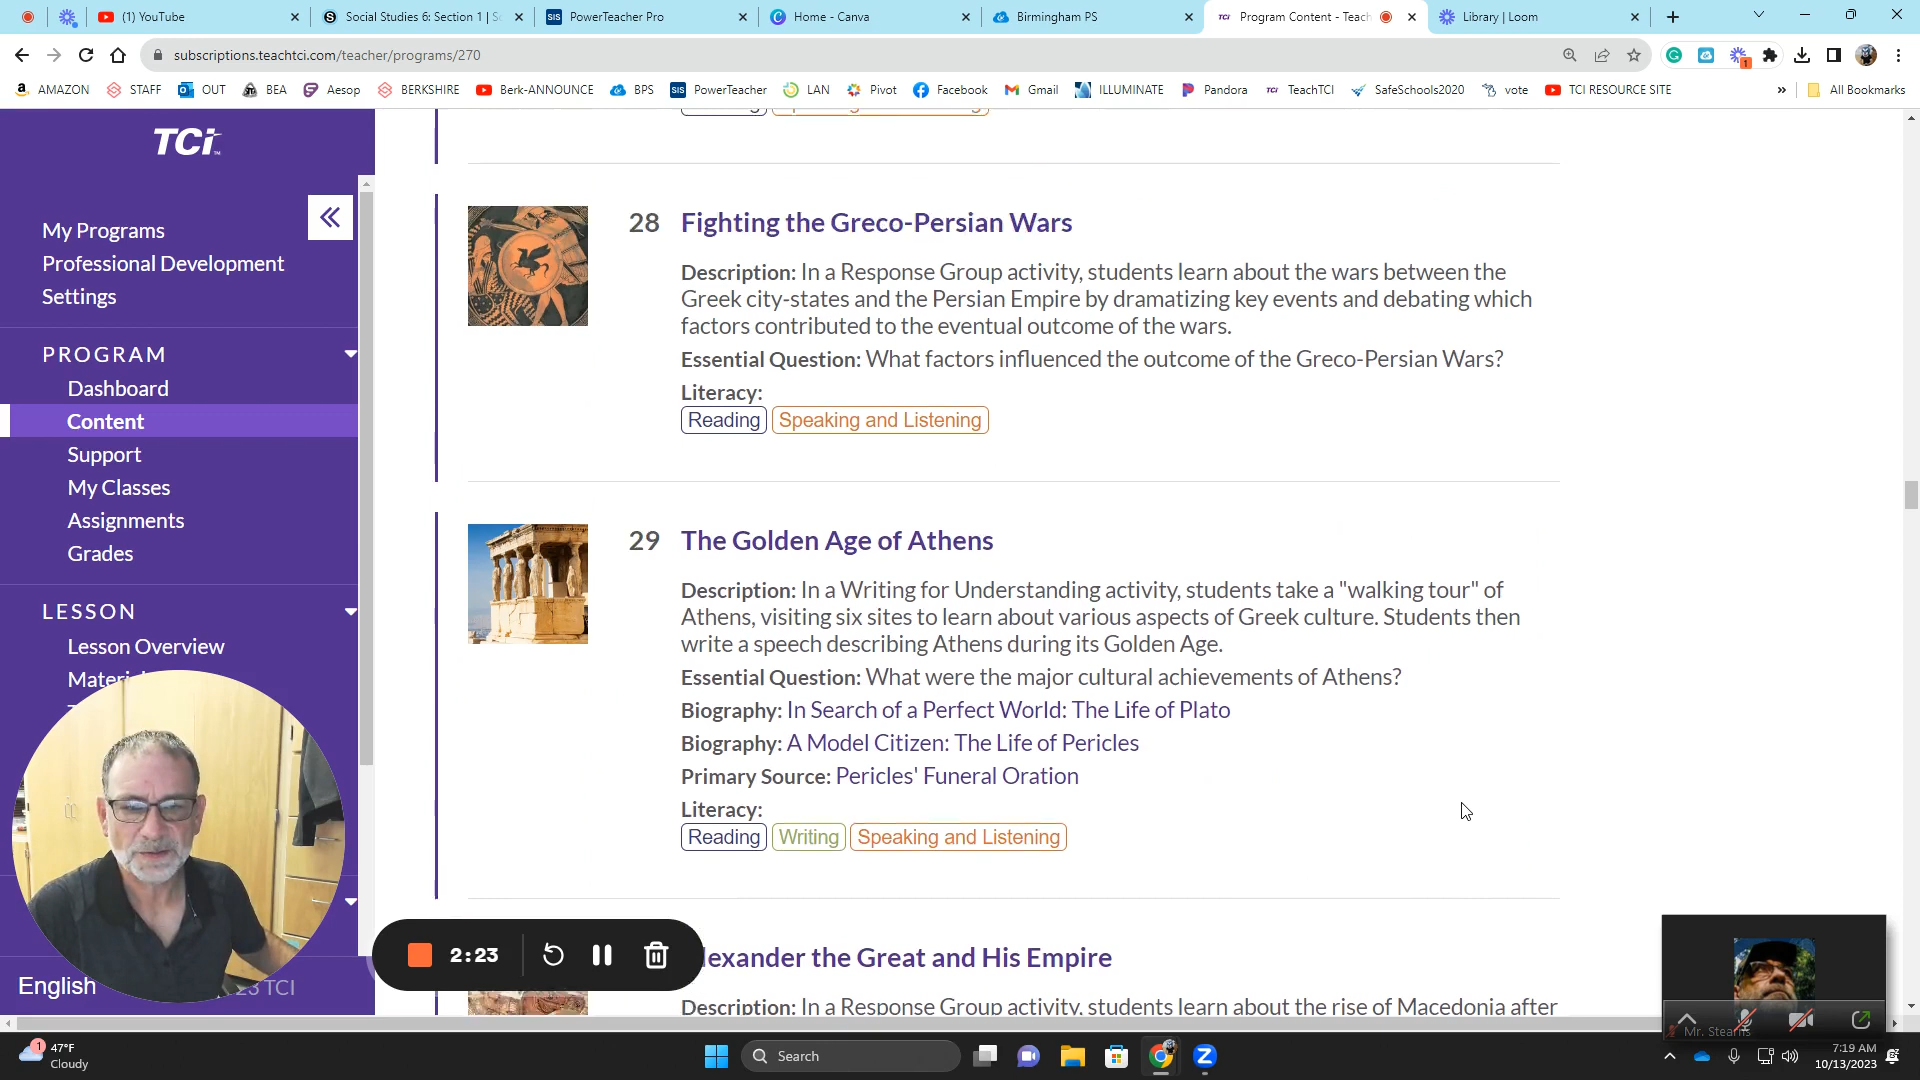 (1) YouTube
Social Studies 6: Section 1 | Sc
PowerTeacher Pro
Home - Canva
Birmingham PS
Program Content - Teach
Library | Loom
subscriptions.teachtci.com/teacher/programs/270
AMAZON
STAFF
OUT
BEA
Aesop
BERKSHIRE
Berk-ANNOUNCE
BPS
PowerTeacher
LAN
Pivot
Facebook
Gmail
ILLUMINATE
Pandora
TeachTCI
SafeSchools2020
vote
TCI RESOURCE SITE
All Bookmarks
TCi
My Programs
Professional Development
Settings
PROGRAM
Dashboard
Content
Support
My Classes
Assignments
Grades
LESSON
Lesson Overview
English
TCI
28 Fighting the Greco-Persian Wars
Description: In a Response Group activity, students learn about the wars between the
Greek city-states and the Persian Empire by dramatizing key events and debating which
factors contributed to the eventual outcome of the wars.
Essential Question: What factors influenced the outcome of the Greco-Persian Wars?
Literacy:
Reading Speaking and Listening
29 The Golden Age of Athens
Description: In a Writing for Understanding activity, students take a "walking tour" of
Athens, visiting six sites to learn about various aspects of Greek culture. Students then
write a speech describing Athens during its Golden Age.
Essential Question: What were the major cultural achievements of Athens?
Biography: In Search of a Perfect World: The Life of Plato
Biography: A Model Citizen: The Life of Pericles
Primary Source: Pericles' Funeral Oration
Literacy:
Reading Writing Speaking and Listening
lexander the Great and His Empire
Description: In a Response Group activity, students learn about the rise of Macedonia after
2:23
Mr. Stearns
1
47°F
Cloudy
Search
7:19 AM
10/13/2023